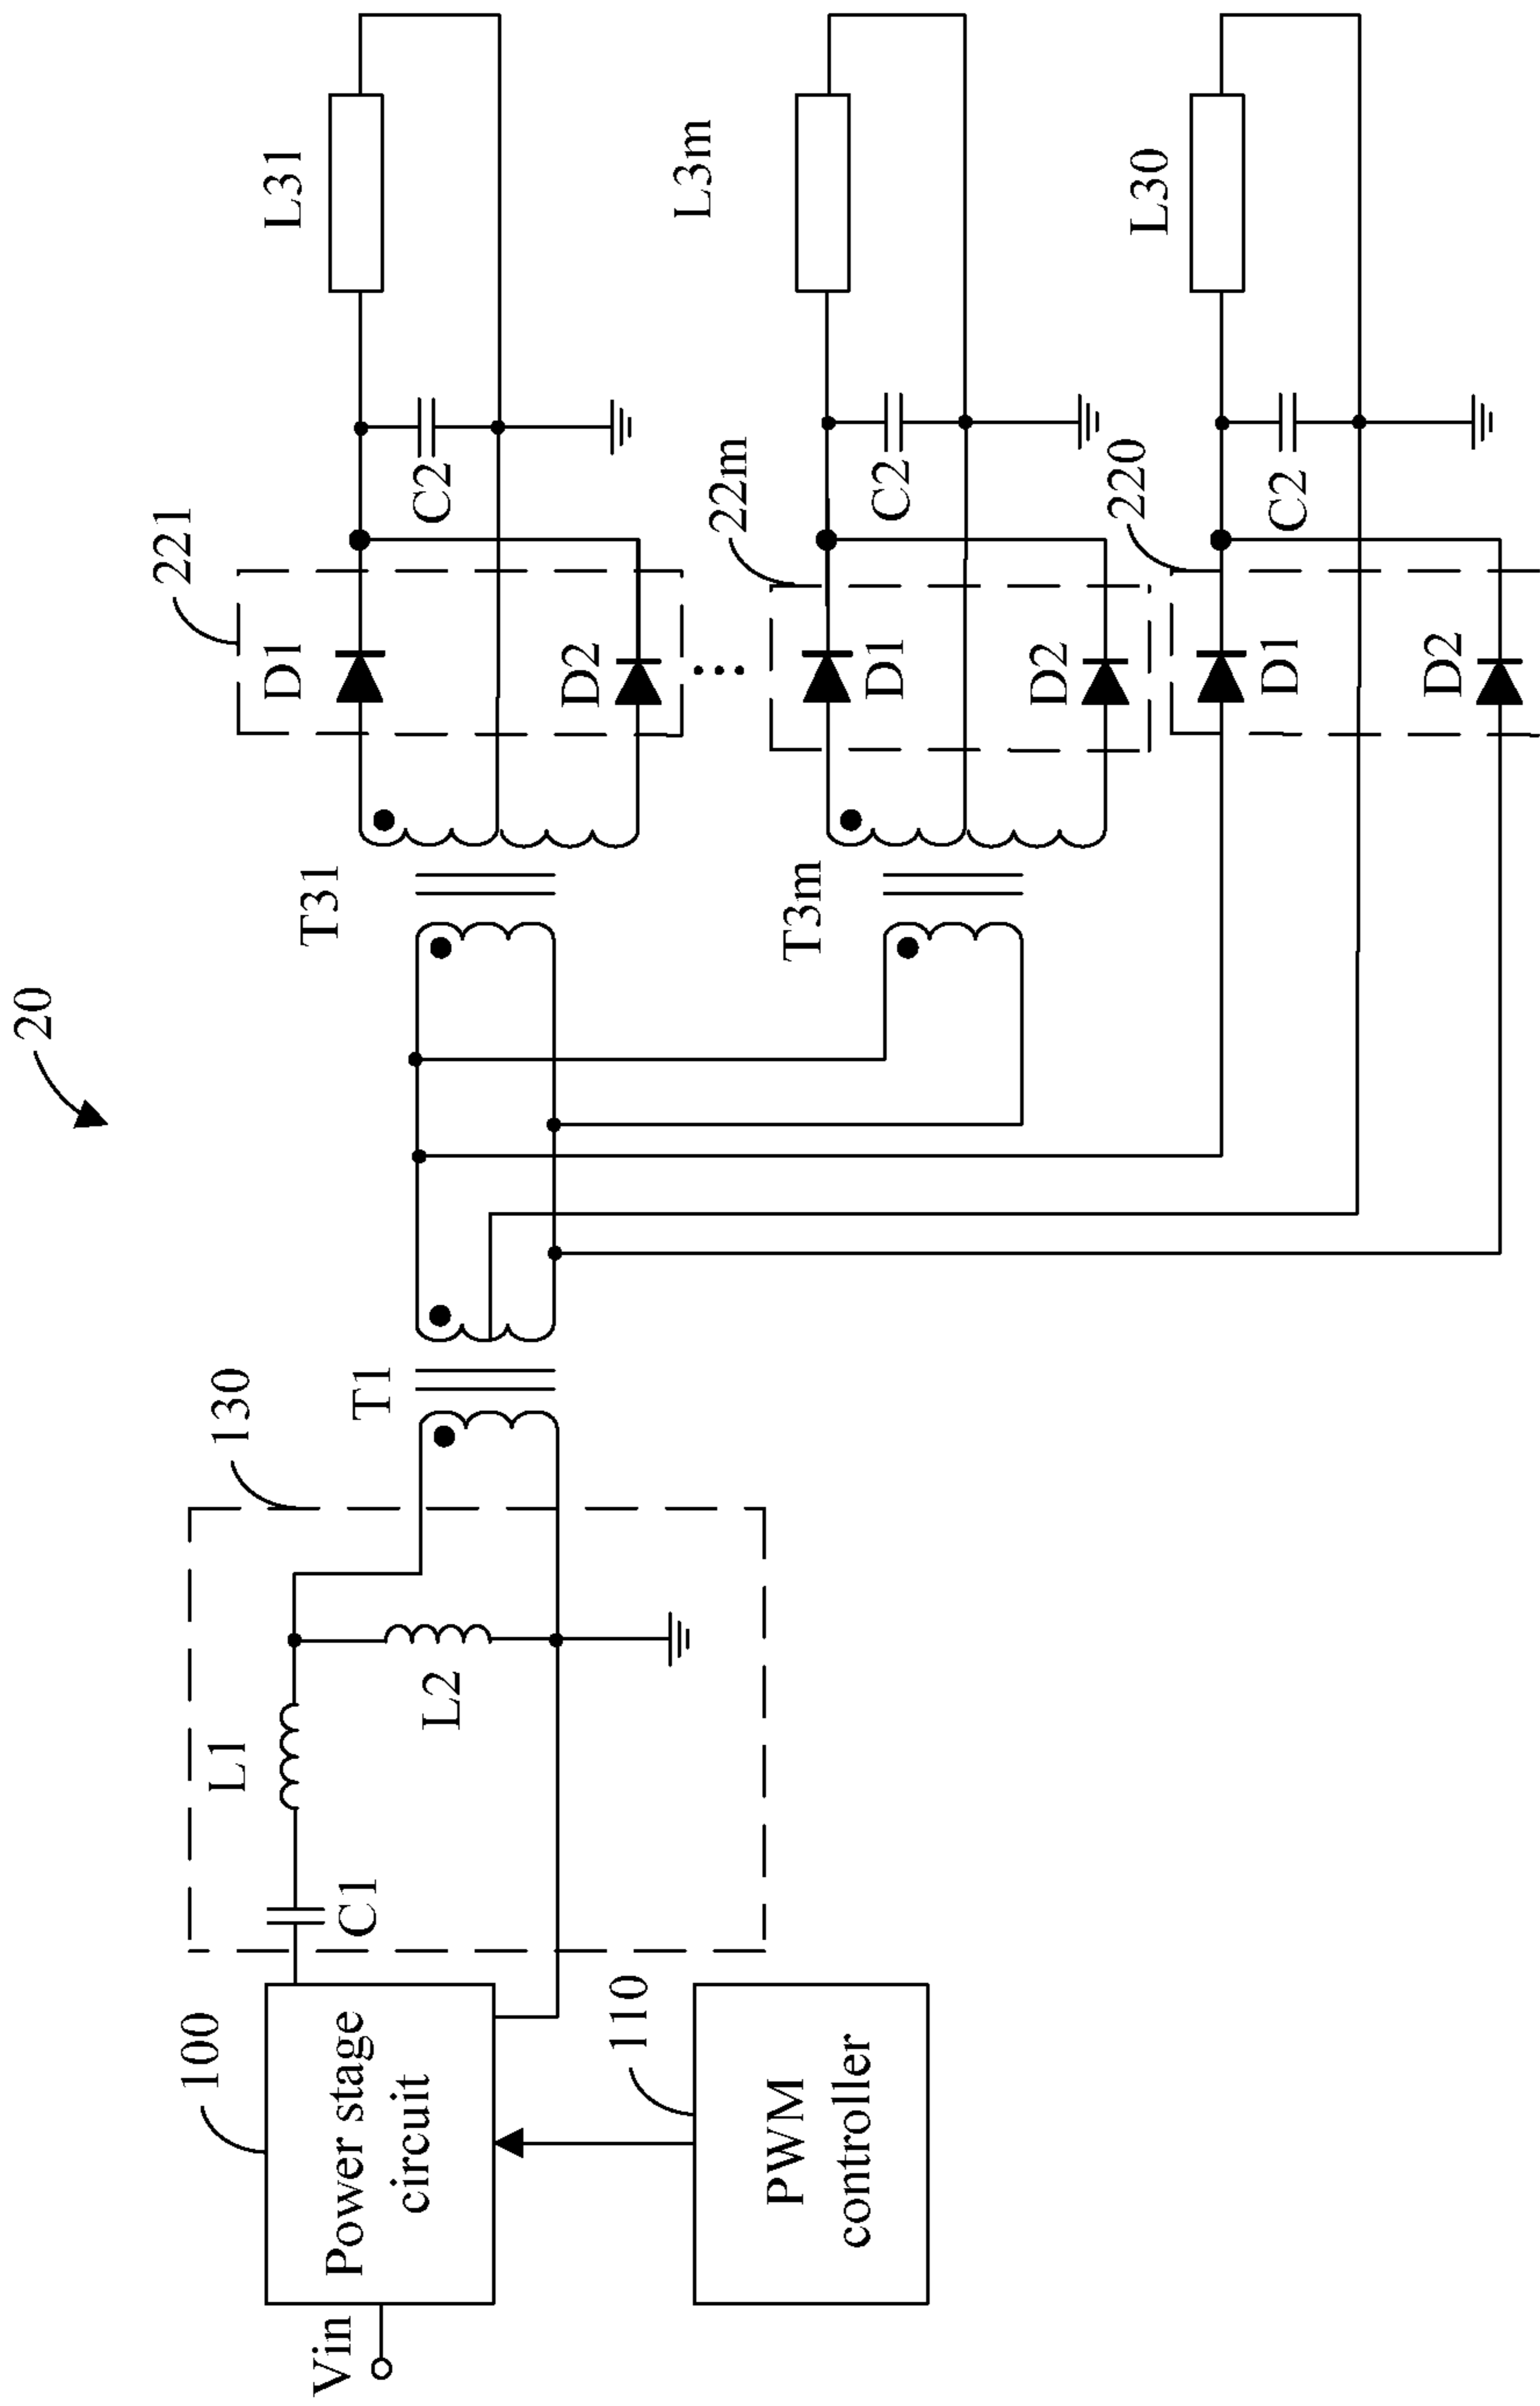 20
Vin
100
Power stage
circuit
110
PWM
controller
130
C1
L1
L2
T1
T31
221
D1
D2
C2
L31
T3m
22m
D1
D2
C2
L3m
220
D1
D2
C2
L30